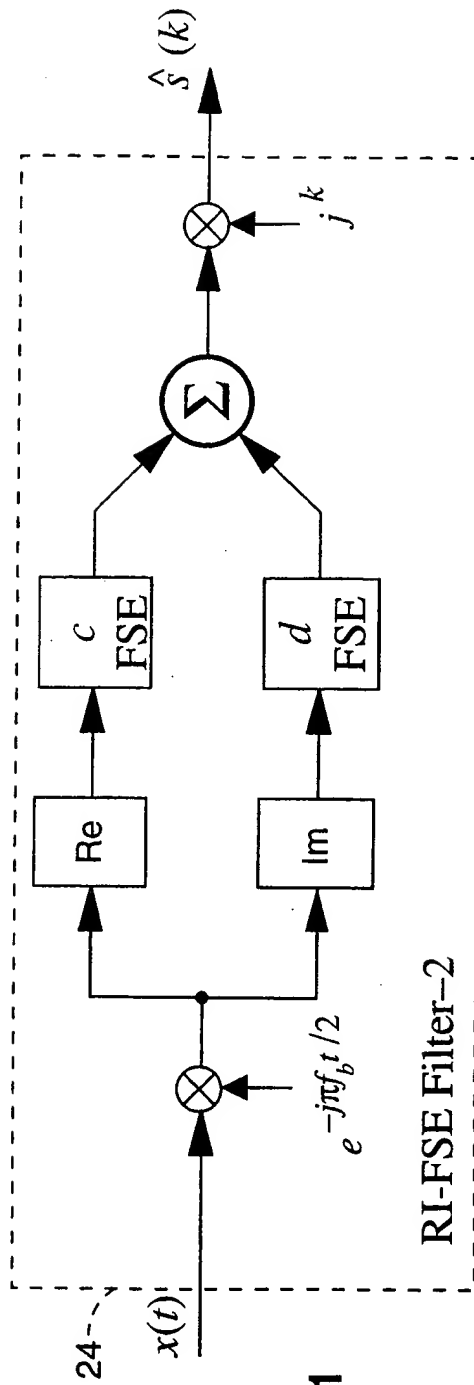 24
x(t)
e^{-jπf_b t/2}
Re
Im
c
FSE
d
FSE
Σ
j^k
ŝ(k)
RI-FSE Filter–2
1